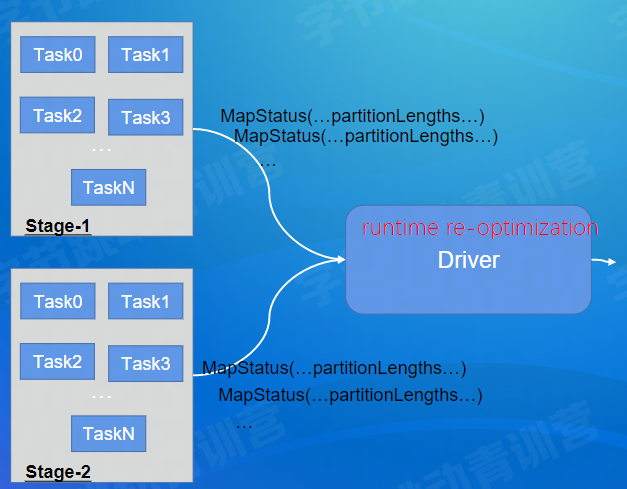 Task0
Task1
Task2
Task3
…
TaskN
Stage-1
MapStatus(…partitionLengths…)
MapStatus(…partitionLengths…)
…
runtime re-optimization
Driver
Task0
Task1
Task2
Task3
…
TaskN
Stage-2
MapStatus(…partitionLengths…)
MapStatus(…partitionLengths…)
…